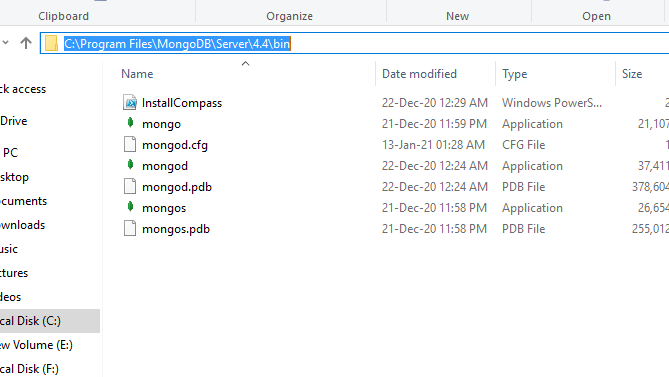 Clipboard Organize New Open
C:\Program Files\MongoDB\Server\4.4\bin
Name Date modified Type Size
ck access
InstallCompass 22-Dec-20 12:29 AM Windows PowerS... 2
Drive
mongo 21-Dec-20 11:59 PM Application 21,107
PC
mongod.cfg 13-Jan-21 01:28 AM CFG File 1
sktop
mongod 22-Dec-20 12:24 AM Application 37,411
mongod.pdb 22-Dec-20 12:24 AM PDB File 378,604
ocuments
mongos 21-Dec-20 11:58 PM Application 26,654
ownloads
mongos.pdb 21-Dec-20 11:58 PM PDB File 255,012
usic
ctures
deos
cal Disk (C:)
ew Volume (E:)
cal Disk (F:)